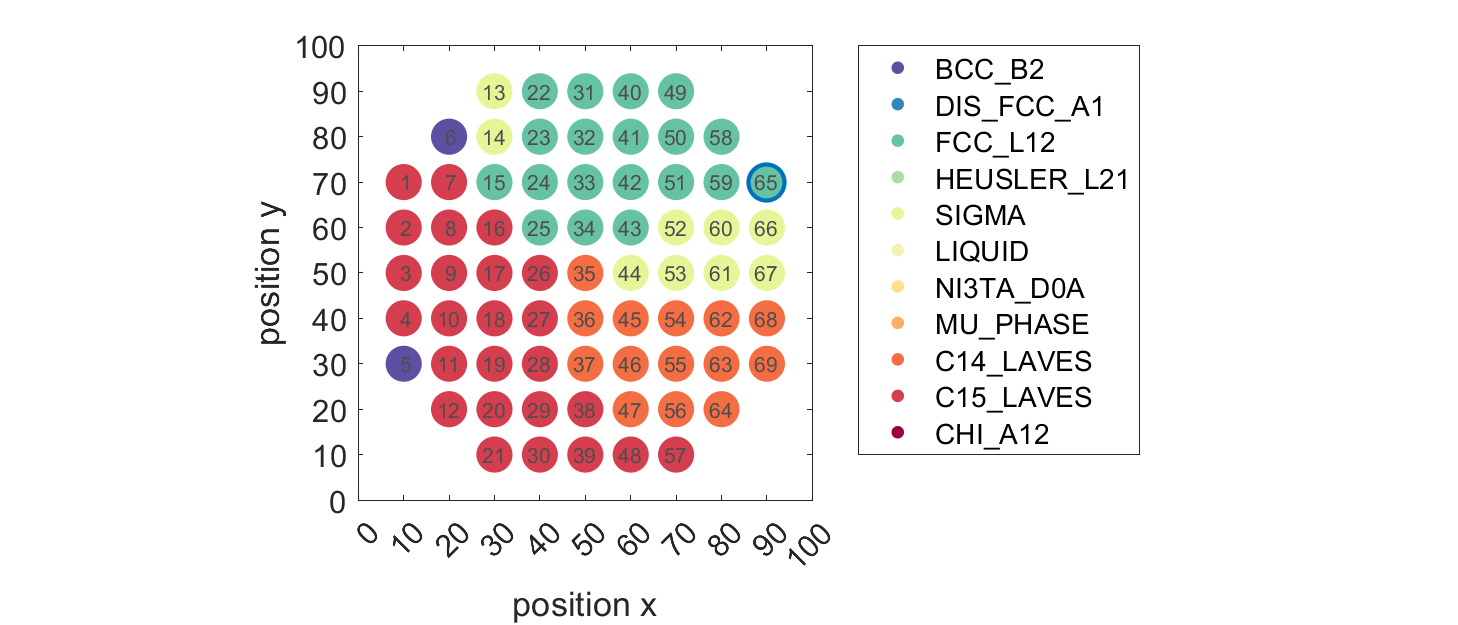 100
90
80
70
60
50
40
30
20
10
0
position y
13 22 31 40 49
6 14 23 32 41 50 58
1 7 15 24 33 42 51 59 65
2 8 16 25 34 43 52 60 66
3 9 17 26 35 44 53 61 67
4 10 18 27 36 45 54 62 68
5 11 19 28 37 46 55 63 69
12 20 29 38 47 56 64
21 30 39 48 57
0 10 20 30 40 50 60 70 80 90 100
position x
BCC_B2
DIS_FCC_A1
FCC_L12
HEUSLER_L21
SIGMA
LIQUID
NI3TA_D0A
MU_PHASE
C14_LAVES
C15_LAVES
CHI_A12